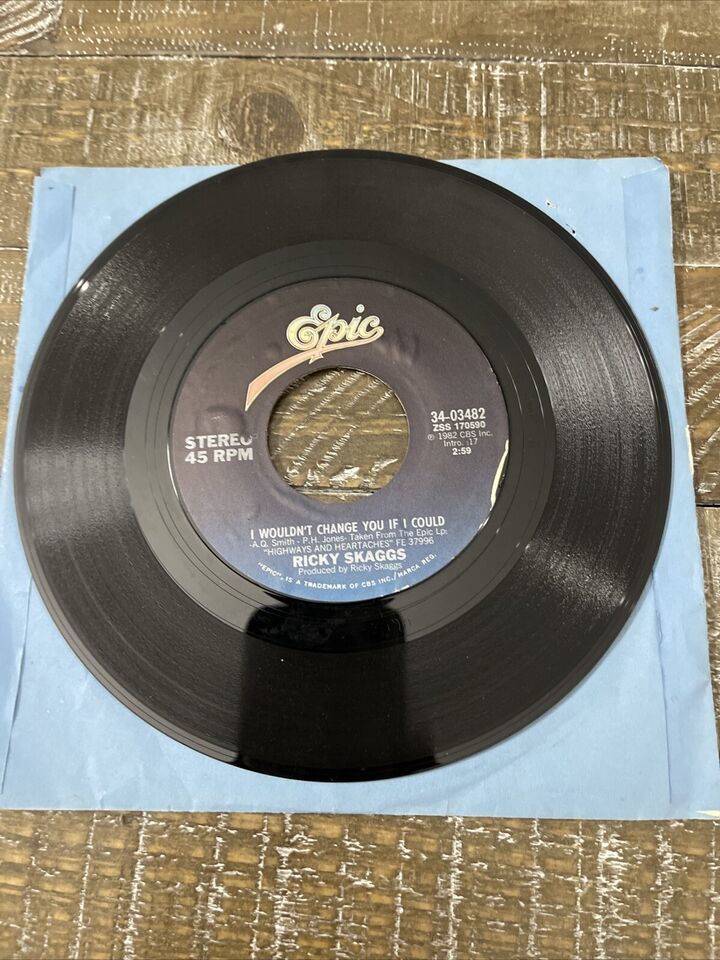 Epic
STEREO
45 RPM
34-03482
ZSS 170590
℗ 1982 CBS Inc.
Intro. :17
2:59
I WOULDN'T CHANGE YOU IF I COULD
-A.Q. Smith - P.H. Jones- Taken From The Epic Lp:
"HIGHWAYS AND HEARTACHES" FE 37996
RICKY SKAGGS
Produced by Ricky Skaggs
"EPIC", IS A TRADEMARK OF CBS INC./MARCA REG.